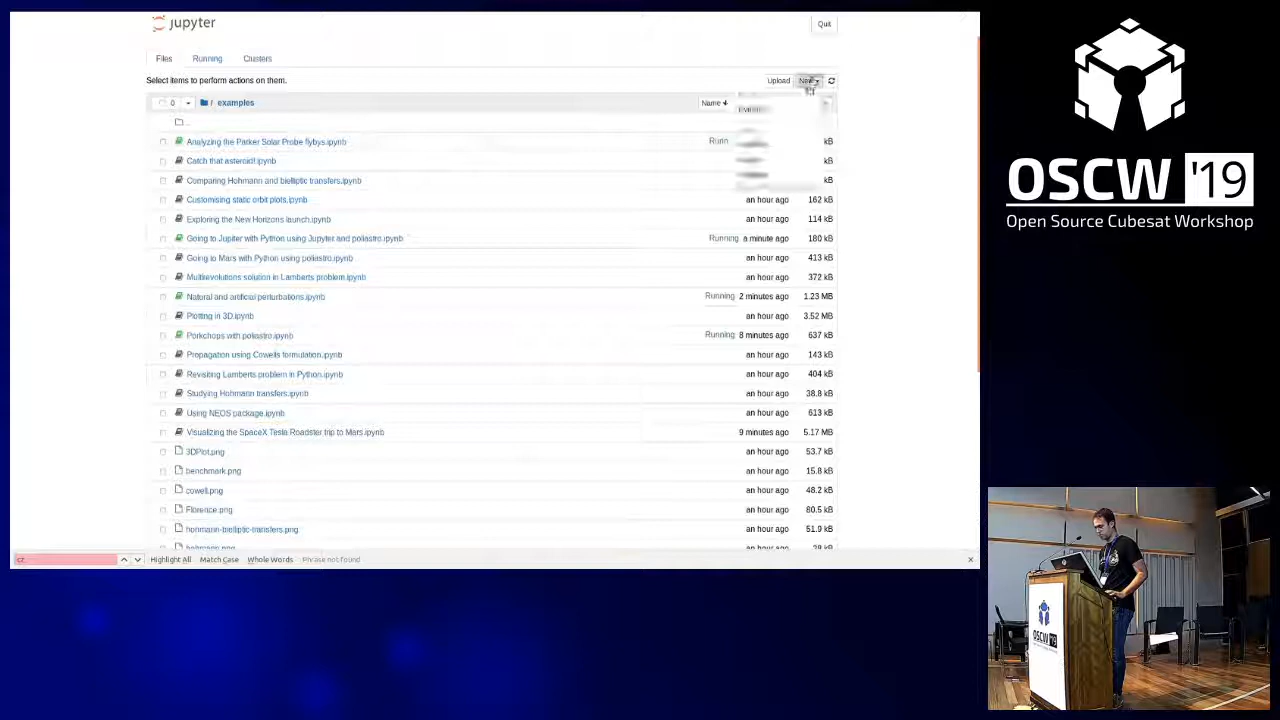 jupyter
Quit
Files Running Clusters
Select items to perform actions on them.
Upload New
0 / examples Name
..
Analyzing the Parker Solar Probe flybys.ipynb Runn kB
Catch that asteroid!.ipynb kB
Comparing Hohmann and bielliptic transfers.ipynb kB
Customising static orbit plots.ipynb an hour ago 162 kB
Exploring the New Horizons launch.ipynb an hour ago 114 kB
Going to Jupiter with Python using Jupyter and poliastro.ipynb Running a minute ago 180 kB
Going to Mars with Python using poliastro.ipynb an hour ago 413 kB
Multirevolutions solution in Lamberts problem.ipynb an hour ago 372 kB
Natural and artificial perturbations.ipynb Running 2 minutes ago 1.23 MB
Plotting in 3D.ipynb an hour ago 3.52 MB
Porkchops with poliastro.ipynb Running 8 minutes ago 637 kB
Propagation using Cowells formulation.ipynb an hour ago 143 kB
Revisiting Lamberts problem in Python.ipynb an hour ago 404 kB
Studying Hohmann transfers.ipynb an hour ago 38.8 kB
Using NEOS package.ipynb an hour ago 613 kB
Visualizing the SpaceX Tesla Roadster trip to Mars.ipynb 9 minutes ago 5.17 MB
3DPlot.png an hour ago 53.7 kB
benchmark.png an hour ago 15.8 kB
cowell.png an hour ago 48.2 kB
Florence.png an hour ago 80.5 kB
hohmann-bielliptic-transfers.png an hour ago 51.9 kB
hohmann.png an hour ago 28 kB
Highlight All Match Case Whole Words Phrase not found
OSCW '19
Open Source Cubesat Workshop
OSCW '19